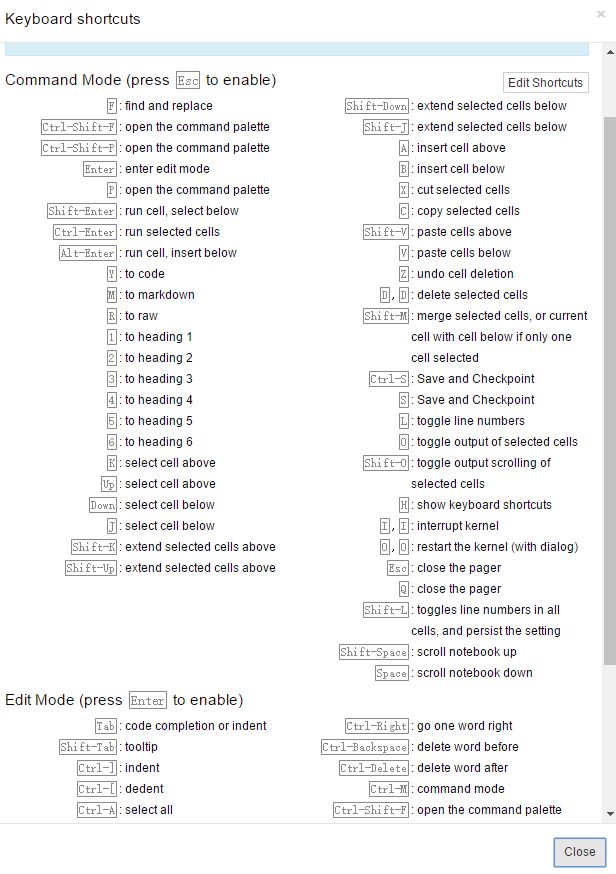 Keyboard shortcuts
×
Command Mode (press Esc to enable)
Edit Shortcuts
F: find and replace
Ctrl-Shift-F: open the command palette
Ctrl-Shift-P: open the command palette
Enter: enter edit mode
P: open the command palette
Shift-Enter: run cell, select below
Ctrl-Enter: run selected cells
Alt-Enter: run cell, insert below
Y: to code
M: to markdown
R: to raw
1: to heading 1
2: to heading 2
3: to heading 3
4: to heading 4
5: to heading 5
6: to heading 6
K: select cell above
Up: select cell above
Down: select cell below
J: select cell below
Shift-K: extend selected cells above
Shift-Up: extend selected cells above
Shift-Down: extend selected cells below
Shift-J: extend selected cells below
A: insert cell above
B: insert cell below
X: cut selected cells
C: copy selected cells
Shift-V: paste cells above
V: paste cells below
Z: undo cell deletion
D, D: delete selected cells
Shift-M: merge selected cells, or current
cell with cell below if only one
cell selected
Ctrl-S: Save and Checkpoint
S: Save and Checkpoint
L: toggle line numbers
O: toggle output of selected cells
Shift-O: toggle output scrolling of
selected cells
H: show keyboard shortcuts
I, I: interrupt kernel
0, 0: restart the kernel (with dialog)
Esc: close the pager
Q: close the pager
Shift-L: toggles line numbers in all
cells, and persist the setting
Shift-Space: scroll notebook up
Space: scroll notebook down
Edit Mode (press Enter to enable)
Tab: code completion or indent
Shift-Tab: tooltip
Ctrl-]: indent
Ctrl-[: dedent
Ctrl-A: select all
Ctrl-Right: go one word right
Ctrl-Backspace: delete word before
Ctrl-Delete: delete word after
Ctrl-M: command mode
Ctrl-Shift-F: open the command palette
Close